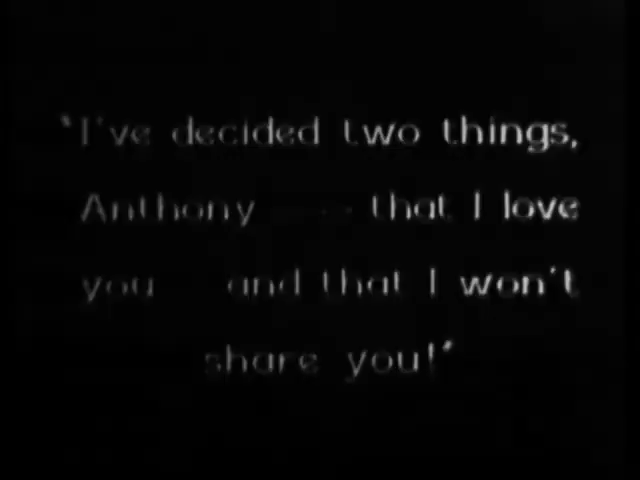 "I've decided two things,
Anthony -- that I love
you and that I won't
share you!"